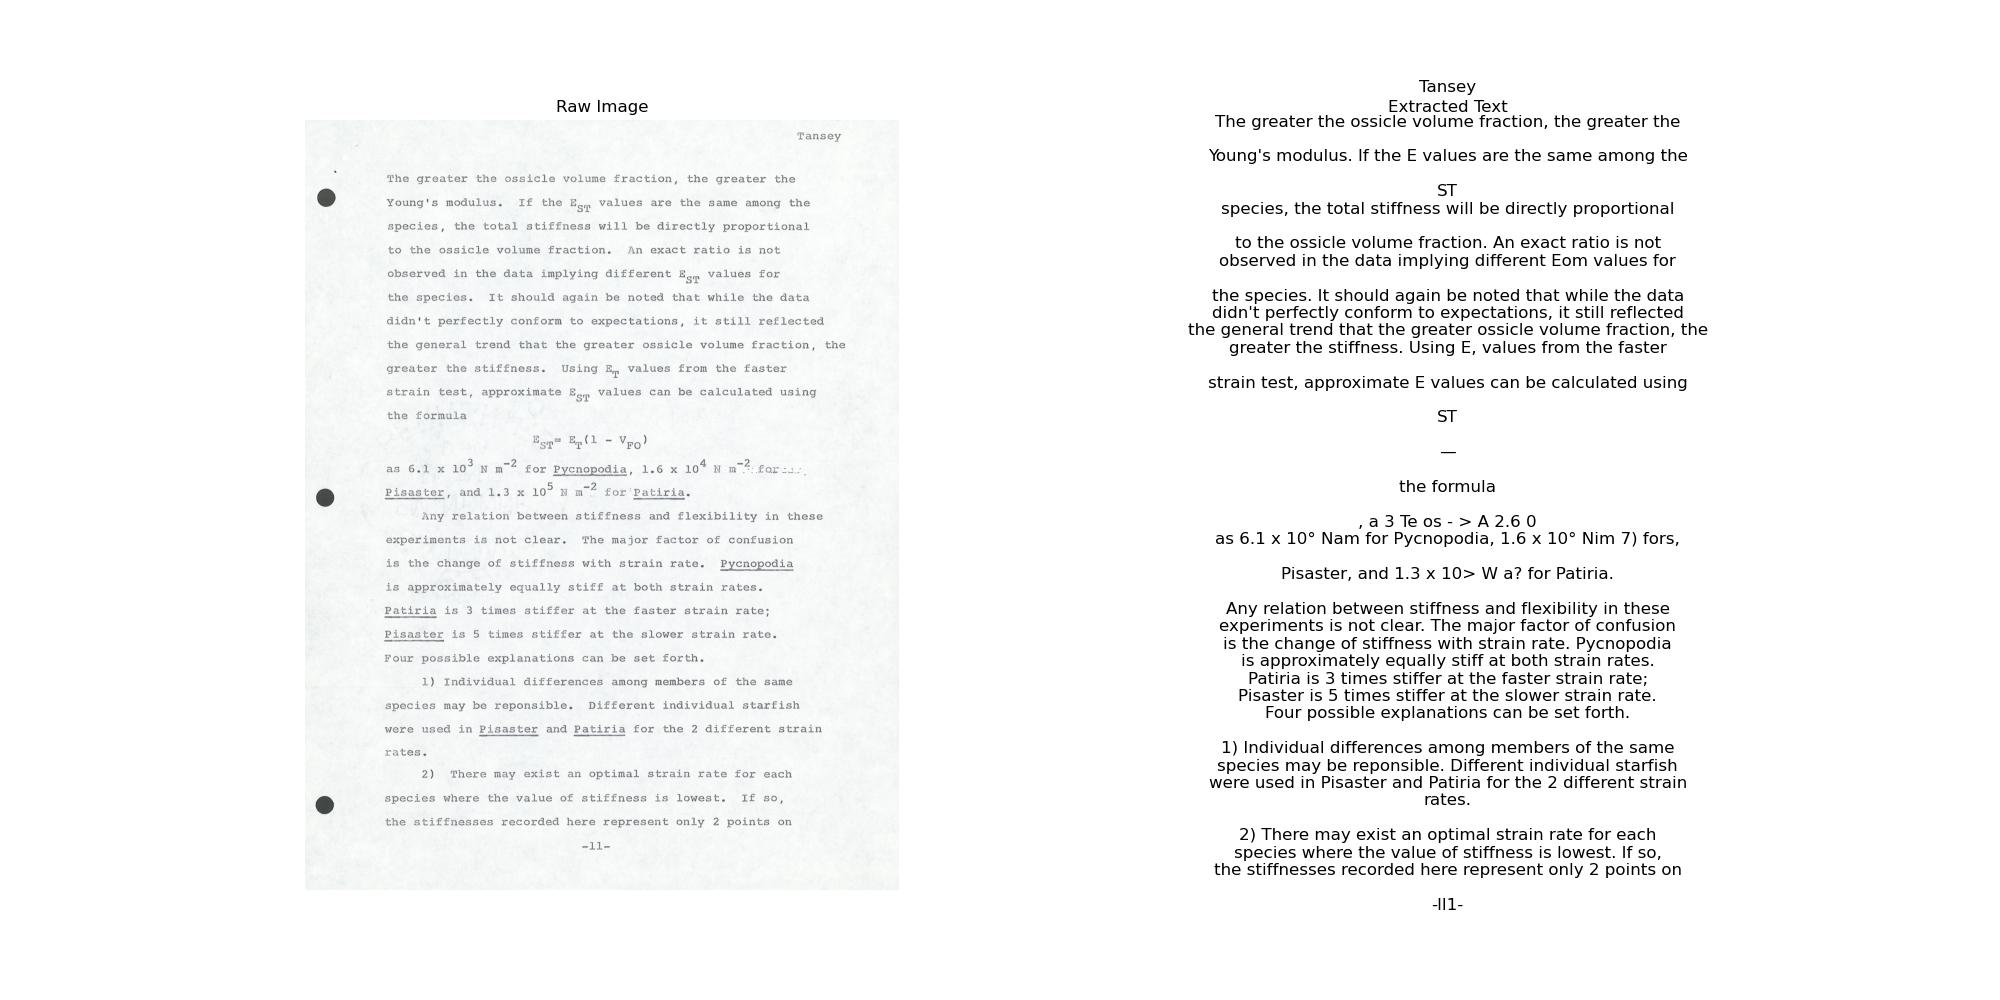 Raw Image
Tansey
The greater the ossicle volume fraction, the greater the
Young's modulus. If the E_ST values are the same among the
species, the total stiffness will be directly proportional
to the ossicle volume fraction. An exact ratio is not
observed in the data implying different E_ST values for
the species. It should again be noted that while the data
didn't perfectly conform to expectations, it still reflected
the general trend that the greater ossicle volume fraction, the
greater the stiffness. Using E_T values from the faster
strain test, approximate E_ST values can be calculated using
the formula
E_ST= E_T(1 - V_FO)
as 6.1 x 10^3 N m^-2 for Pycnopodia, 1.6 x 10^4 N m^-2 for
Pisaster, and 1.3 x 10^5 N m^-2 for Patiria.
Any relation between stiffness and flexibility in these
experiments is not clear. The major factor of confusion
is the change of stiffness with strain rate. Pycnopodia
is approximately equally stiff at both strain rates.
Patiria is 3 times stiffer at the faster strain rate;
Pisaster is 5 times stiffer at the slower strain rate.
Four possible explanations can be set forth.
1) Individual differences among members of the same
species may be reponsible. Different individual starfish
were used in Pisaster and Patiria for the 2 different strain
rates.
2) There may exist an optimal strain rate for each
species where the value of stiffness is lowest. If so,
the stiffnesses recorded here represent only 2 points on
-11-
Tansey
Extracted Text
The greater the ossicle volume fraction, the greater the
Young's modulus. If the E values are the same among the
ST
species, the total stiffness will be directly proportional
to the ossicle volume fraction. An exact ratio is not
observed in the data implying different Eom values for
the species. It should again be noted that while the data
didn't perfectly conform to expectations, it still reflected
the general trend that the greater ossicle volume fraction, the
greater the stiffness. Using E, values from the faster
strain test, approximate E values can be calculated using
ST
—
the formula
, a 3 Te os - > A 2.6 0
as 6.1 x 10° Nam for Pycnopodia, 1.6 x 10° Nim 7) fors,
Pisaster, and 1.3 x 10> W a? for Patiria.
Any relation between stiffness and flexibility in these
experiments is not clear. The major factor of confusion
is the change of stiffness with strain rate. Pycnopodia
is approximately equally stiff at both strain rates.
Patiria is 3 times stiffer at the faster strain rate;
Pisaster is 5 times stiffer at the slower strain rate.
Four possible explanations can be set forth.
1) Individual differences among members of the same
species may be reponsible. Different individual starfish
were used in Pisaster and Patiria for the 2 different strain
rates.
2) There may exist an optimal strain rate for each
species where the value of stiffness is lowest. If so,
the stiffnesses recorded here represent only 2 points on
-II1-